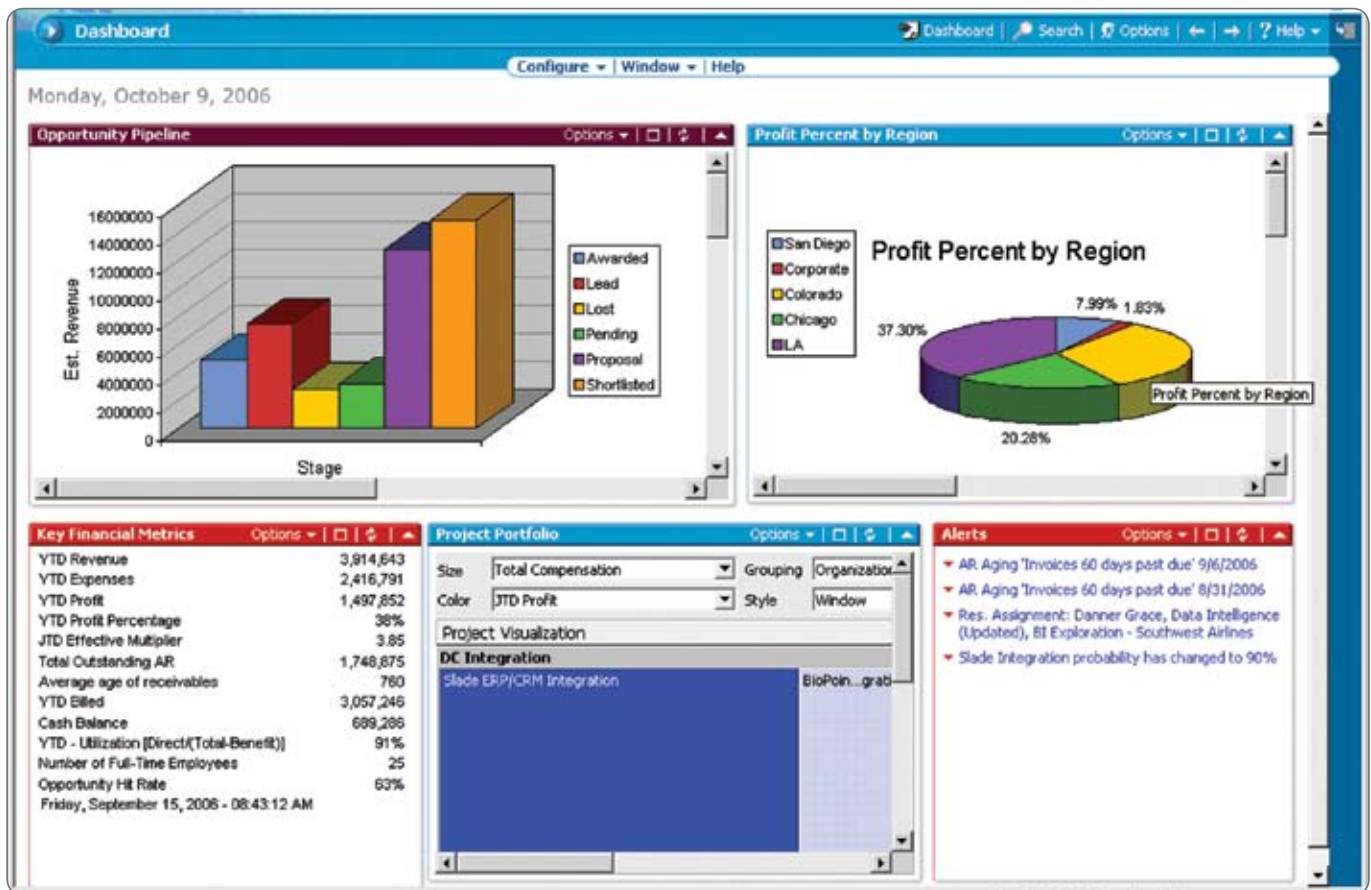 Dashboard
Dashboard | Search | Options | ← | → | ? Help
Configure | Window | Help
Monday, October 9, 2006
Opportunity Pipeline Options
16000000
14000000
12000000
10000000
8000000
6000000
4000000
2000000
0
Est. Revenue
Stage
Awarded
Lead
Lost
Pending
Proposal
Shortlisted
Profit Percent by Region Options
San Diego
Corporate
Colorado
Chicago
LA
Profit Percent by Region
7.99% 1.83%
37.30%
Profit Percent by Region
20.28%
Key Financial Metrics Options
YTD Revenue 3,914,643
YTD Expenses 2,416,791
YTD Profit 1,497,852
YTD Profit Percentage 38%
JTD Effective Multiplier 3.85
Total Outstanding AR 1,748,875
Average age of receivables 760
YTD Billed 3,057,246
Cash Balance 689,286
YTD - Utilization [Direct/(Total-Benefit)] 91%
Number of Full-Time Employees 25
Opportunity Hit Rate 63%
Friday, September 15, 2006 - 08:43:12 AM
Project Portfolio Options
Size Total Compensation Grouping Organization
Color JTD Profit Style Window
Project Visualization
DC Integration
Slade ERP/CRM Integration BioPoin...grati
Alerts Options
AR Aging 'Invoices 60 days past due' 9/6/2006
AR Aging 'Invoices 60 days past due' 8/31/2006
Res. Assignment: Danner Grace, Data Intelligence
(Updated), BI Exploration - Southwest Airlines
Slade Integration probability has changed to 90%